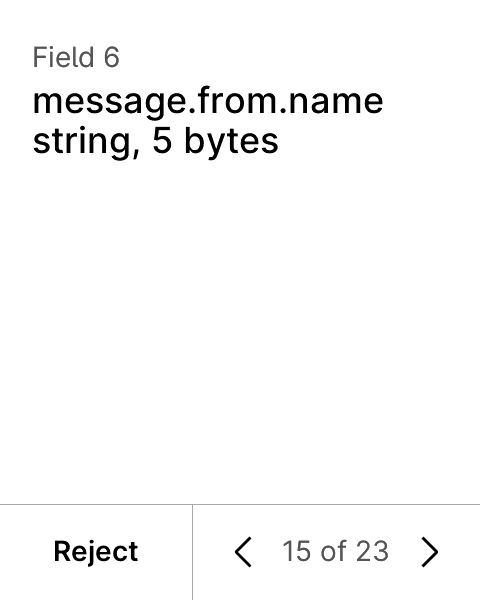 Field 6
message.from.name
string, 5 bytes
Reject
15 of 23